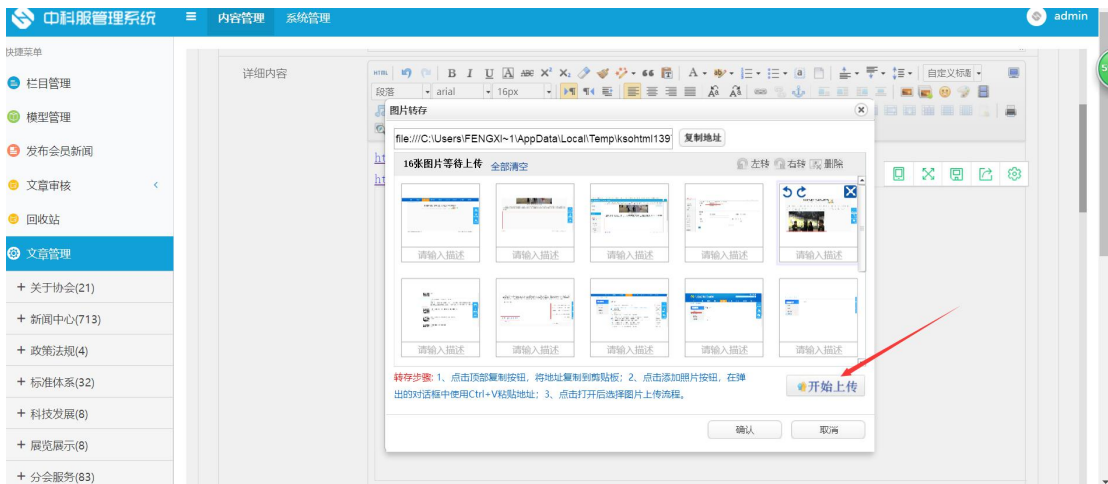 中科服管理系统
内容管理 系统管理
admin
快捷菜单
栏目管理
模型管理
发布会员新闻
文章审核
回收站
文章管理
+ 关于协会(21)
+ 新闻中心(713)
+ 政策法规(4)
+ 标准体系(32)
+ 科技发展(8)
+ 展览展示(8)
+ 分会服务(83)
详细内容
HTML B I U A ABC X² X₂ A 自定义标题
段落 arial 16px
图片转存
file:///C:\Users\FENGXI~1\AppData\Local\Temp\ksohtml139 复制地址
16张图片等待上传 全部清空 左转 右转 删除
ht
ht
请输入描述 请输入描述 请输入描述 请输入描述 请输入描述
请输入描述 请输入描述 请输入描述 请输入描述 请输入描述
转存步骤: 1、点击顶部复制按钮，将地址复制到剪贴板；2、点击添加照片按钮，在弹
出的对话框中使用Ctrl+V粘贴地址；3、点击打开后选择图片上传流程。
开始上传
确认 取消